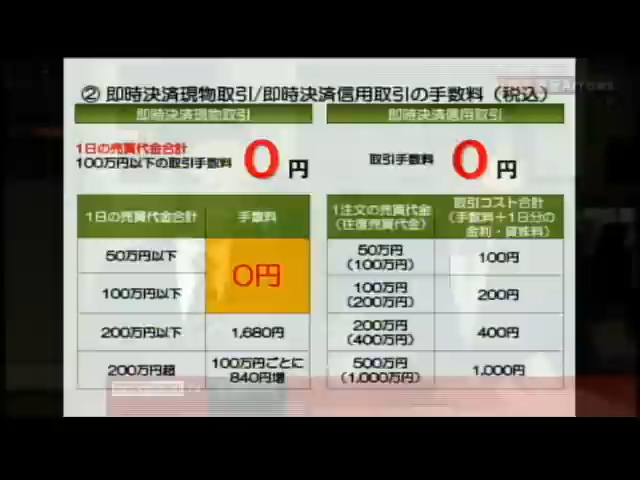 ② 即時決済現物取引/即時決済信用取引の手数料（税込）
即時決済現物取引
1日の売買代金合計
100万円以下の取引手数料 0円
1日の売買代金合計 手数料
50万円以下 0円
100万円以下
200万円以下 1,680円
200万円超 100万円ごとに
840円増
即時決済信用取引
取引手数料 0円
1注文の売買代金
（往復売買代金）
取引コスト合計
（手数料＋1日分の
金利・貸株料）
50万円
（100万円） 100円
100万円
（200万円） 200円
200万円
（400万円） 400円
500万円
（1,000万円） 1,000円